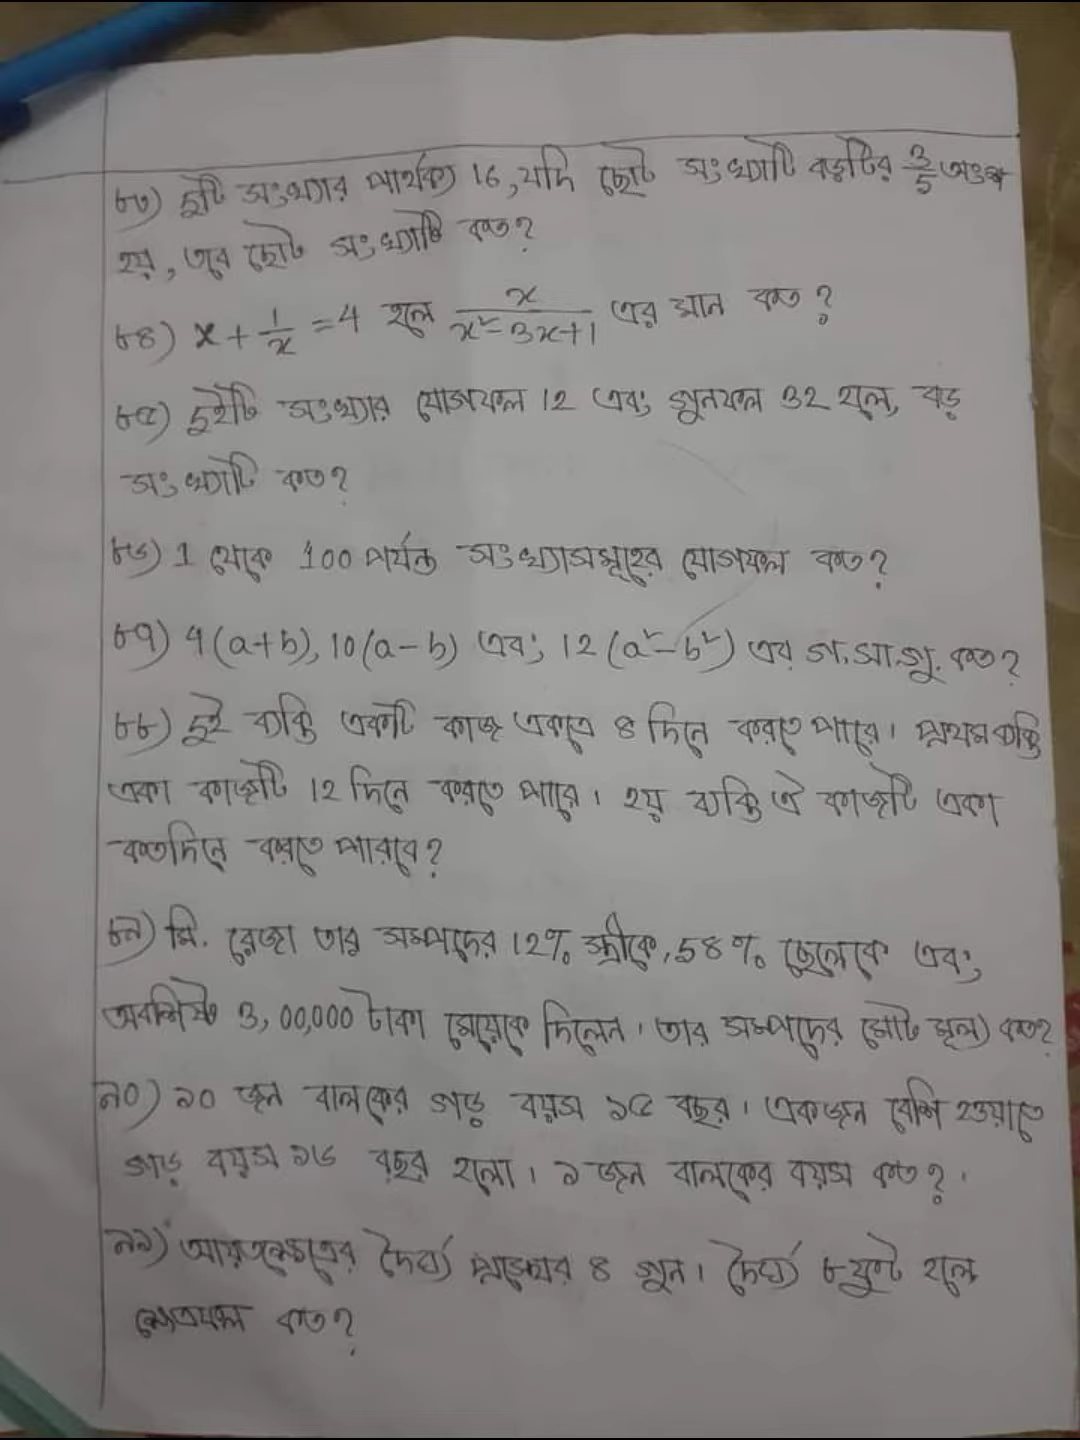 ৮৩) দুটি সংখ্যার পার্থক্য 16, যদি ছোট সংখ্যাটি বড়টির 3/5 অংশ
হয়, তবে ছোট সংখ্যাটি কত?
৮৪) x + 1/x = 4 হলে x/(x² - 3x + 1) এর মান কত?
৮৫) দুইটি সংখ্যার যোগফল 12 এবং গুনফল 32 হলে, বড়
সংখ্যাটি কত?
৮৬) 1 থেকে 100 পর্যন্ত সংখ্যাসমূহের যোগফল কত?
৮৭) 4(a+b), 10(a-b) এবং 12(a²-b²) এর গ.সা.গু. কত?
৮৮) দুই ব্যক্তি একটি কাজ একত্রে ৪ দিনে করতে পারে। প্রথম ব্যক্তি
একা কাজটি 12 দিনে করতে পারে। ২য় ব্যক্তি ঐ কাজটি একা
কতদিনে করতে পারবে?
৮৯) মি. রেজা তার সম্পদের 12% স্ত্রীকে, 58% ছেলেকে এবং
অবশিষ্ট 3,00,000 টাকা মেয়েকে দিলেন। তার সম্পদের মোট মূল্য কত?
৯০) ১০ জন বালকের গড় বয়স ১৫ বছর। একজন বেশি হওয়াতে
গড় বয়স ১৬ বছর হলো। ১ জন বালকের বয়স কত?
৯১) আয়তক্ষেত্রের দৈর্ঘ্য প্রস্থের ৪ গুন। দৈর্ঘ্য ৮ ফুট হলে
ক্ষেত্রফল কত?